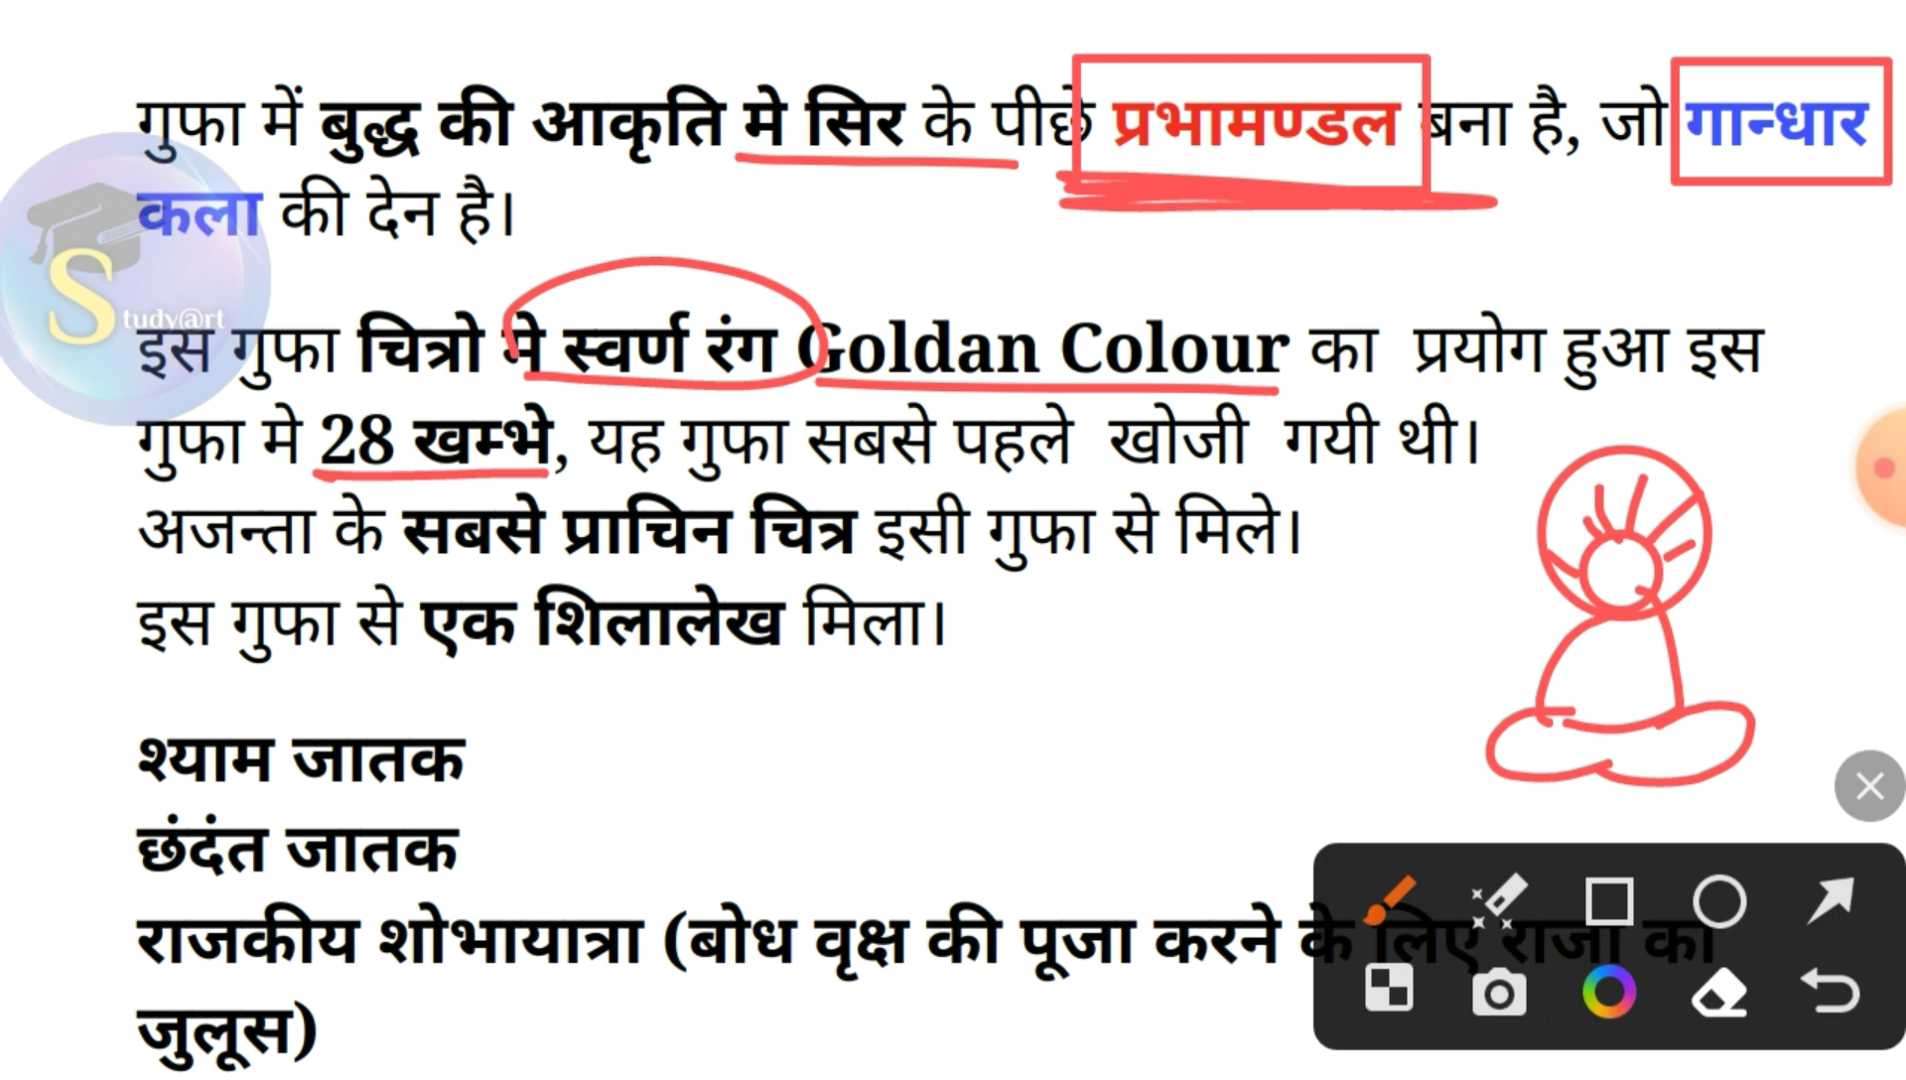 गुफा में बुद्ध की आकृति मे सिर के पीछे प्रभामण्डल बना है, जो गान्धार
कला की देन है।
Study@rt
इस गुफा चित्रो मे स्वर्ण रंग Goldan Colour का प्रयोग हुआ इस
गुफा मे 28 खम्भे, यह गुफा सबसे पहले खोजी गयी थी।
अजन्ता के सबसे प्राचिन चित्र इसी गुफा से मिले।
इस गुफा से एक शिलालेख मिला।
श्याम जातक
छंदंत जातक
राजकीय शोभायात्रा (बोध वृक्ष की पूजा करने के लिए राजा का
जुलूस)